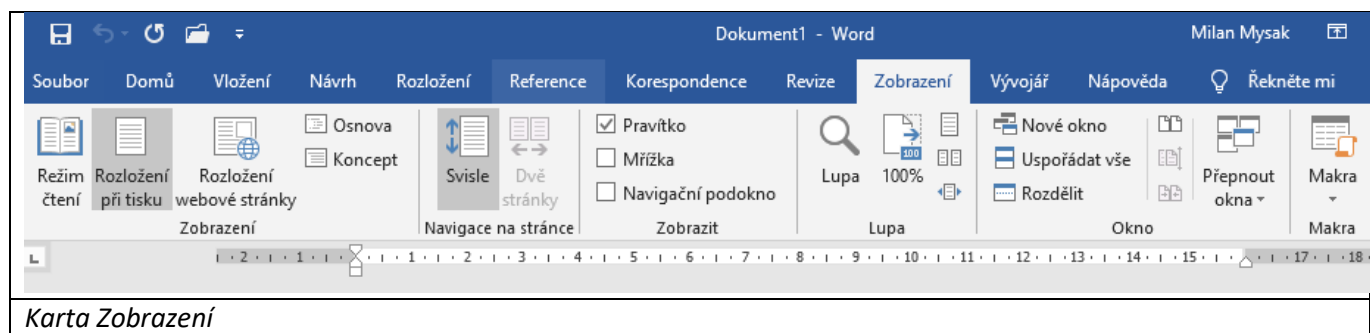 Dokument1 - Word
Milan Mysak
Soubor Domů Vložení Návrh Rozložení Reference Korespondence Revize Zobrazení Vývojář Nápověda Řekněte mi
Režim čtení
Rozložení při tisku
Rozložení webové stránky
Osnova
Koncept
Zobrazení
Svisle
Dvě stránky
Navigace na stránce
Pravítko
Mřížka
Navigační podokno
Zobrazit
Lupa
100
100%
Lupa
Nové okno
Uspořádat vše
Rozdělit
Přepnout okna
Okno
Makra
Makra
2 1 1 2 3 4 5 6 7 8 9 10 11 12 13 14 15 17 18
Karta Zobrazení